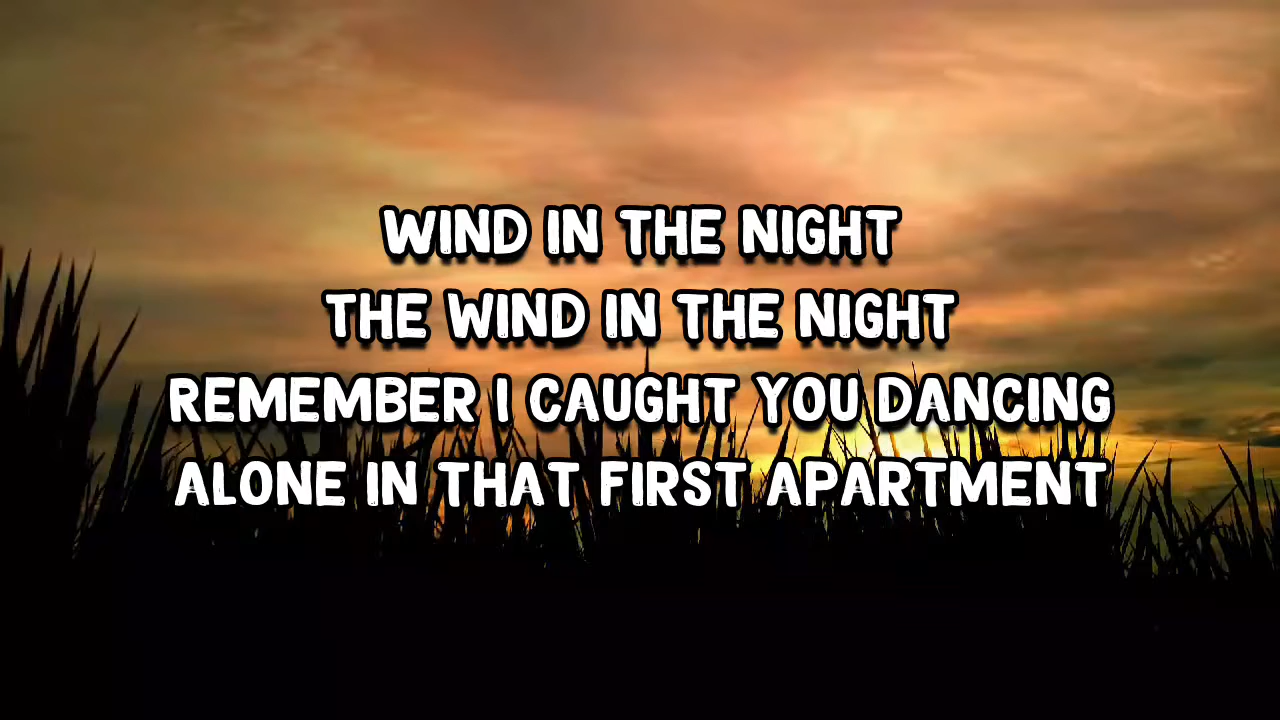 WIND IN THE NIGHT
THE WIND IN THE NIGHT
REMEMBER I CAUGHT YOU DANCING
ALONE IN THAT FIRST APARTMENT